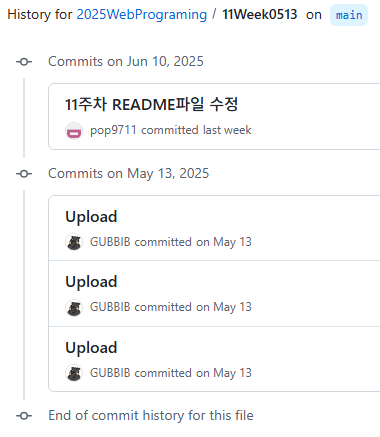 History for 2025WebPrograming / 11Week0513 on main
Commits on Jun 10, 2025
11주차 README파일 수정
pop9711 committed last week
Commits on May 13, 2025
Upload
GUBBIB committed on May 13
Upload
GUBBIB committed on May 13
Upload
GUBBIB committed on May 13
End of commit history for this file